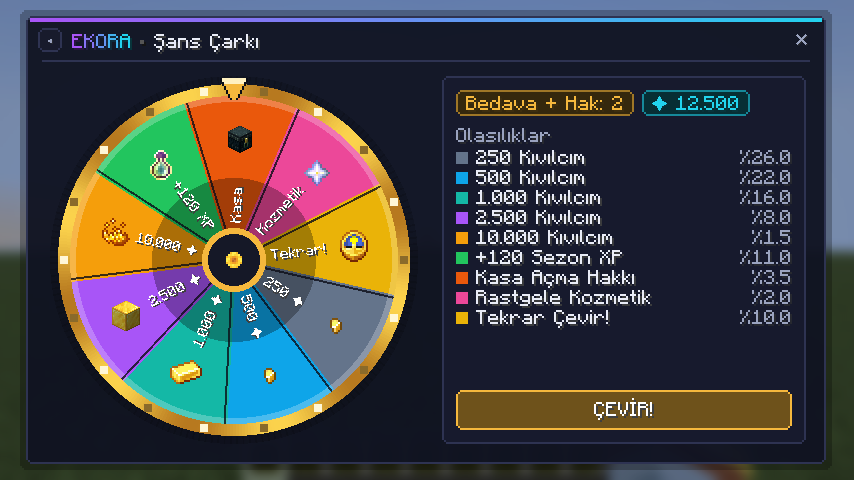 EKORA · Şans Çarkı
Kasa
Kozmetik
Tekrar!
250
500
1.000
2.500
10.000
+120 XP
Bedava + Hak: 2
12.500
Olasılıklar
250 Kıvılcım %26.0
500 Kıvılcım %22.0
1.000 Kıvılcım %16.0
2.500 Kıvılcım %8.0
10.000 Kıvılcım %1.5
+120 Sezon XP %11.0
Kasa Açma Hakkı %3.5
Rastgele Kozmetik %2.0
Tekrar Çevir! %10.0
ÇEVİR!